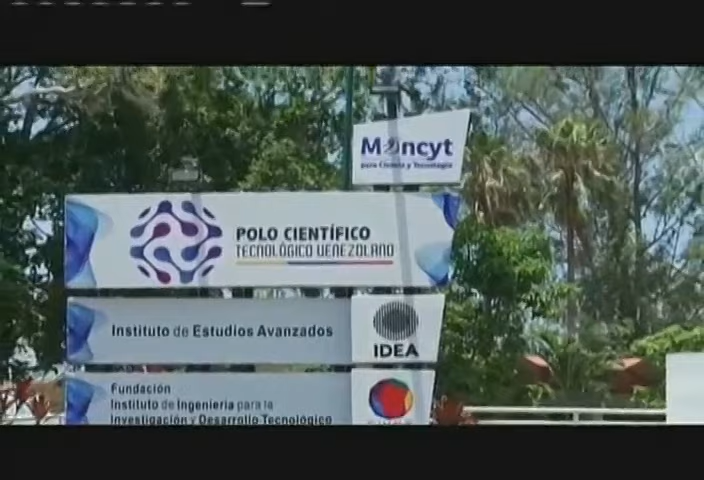 Moncyt
para Ciencia y Tecnología
POLO CIENTÍFICO
TECNOLÓGICO VENEZOLANO
Instituto de Estudios Avanzados
IDEA
Fundación
Instituto de Ingeniería para la
Investigación y Desarrollo Tecnológico